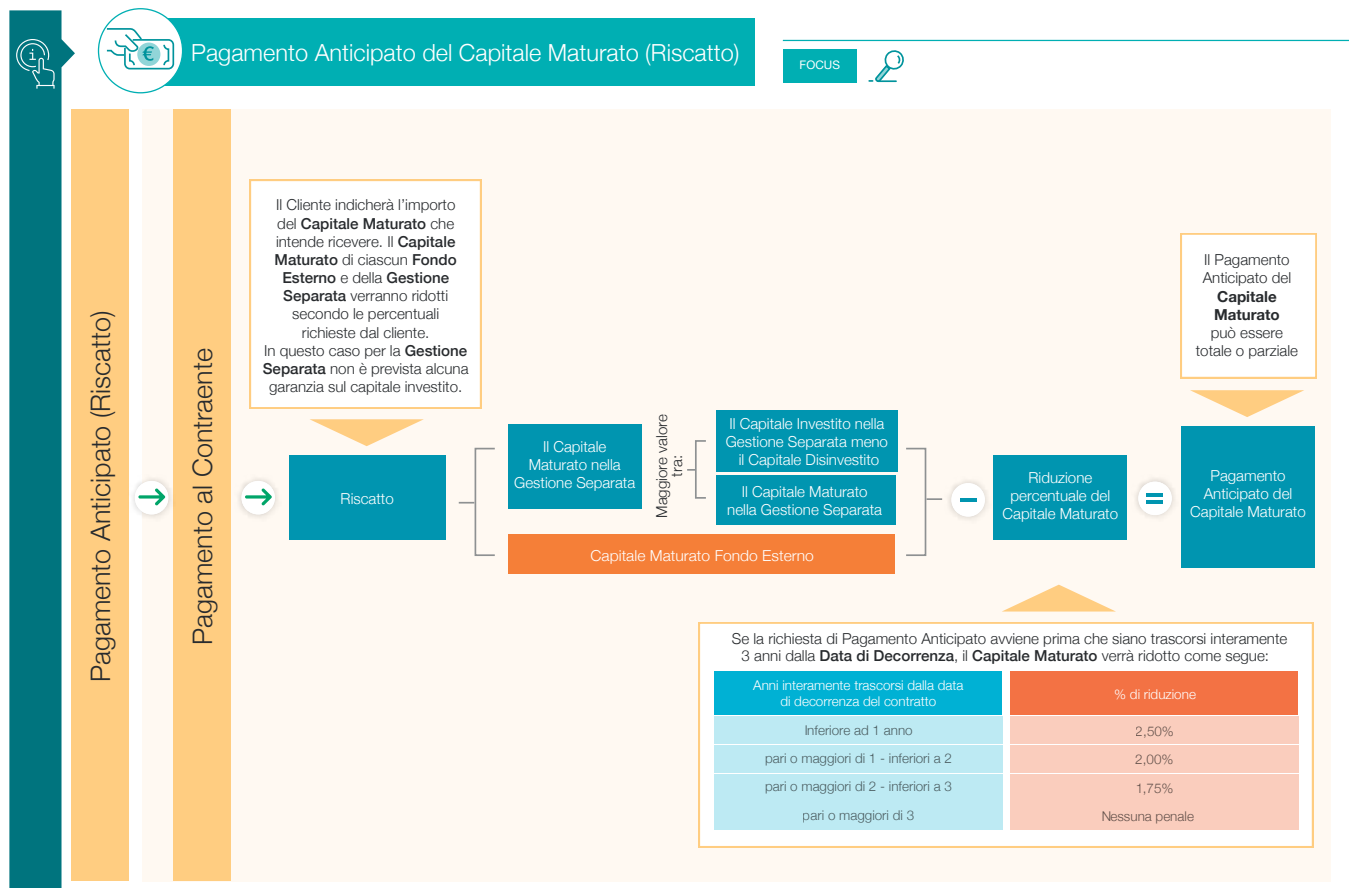 Pagamento Anticipato del Capitale Maturato (Riscatto)
FOCUS
Pagamento Anticipato (Riscatto)
Pagamento al Contraente
Il Cliente indicherà l'importo
del Capitale Maturato che
intende ricevere. Il Capitale
Maturato di ciascun Fondo
Esterno e della Gestione
Separata verranno ridotti
secondo le percentuali
richieste dal cliente.
In questo caso per la Gestione
Separata non è prevista alcuna
garanzia sul capitale investito.
Riscatto
Il Capitale
Maturato nella
Gestione Separata
Maggiore valore
tra:
Il Capitale Investito nella
Gestione Separata meno
il Capitale Disinvestito
Il Capitale Maturato
nella Gestione Separata
Capitale Maturato Fondo Esterno
Riduzione
percentuale del
Capitale Maturato
Il Pagamento
Anticipato del
Capitale
Maturato
può essere
totale o parziale
Pagamento
Anticipato del
Capitale Maturato
Se la richiesta di Pagamento Anticipato avviene prima che siano trascorsi interamente
3 anni dalla Data di Decorrenza, il Capitale Maturato verrà ridotto come segue:
Anni interamente trascorsi dalla data
di decorrenza del contratto
% di riduzione
Inferiore ad 1 anno
2,50%
pari o maggiori di 1 - inferiori a 2
2,00%
pari o maggiori di 2 - inferiori a 3
1,75%
pari o maggiori di 3
Nessuna penale